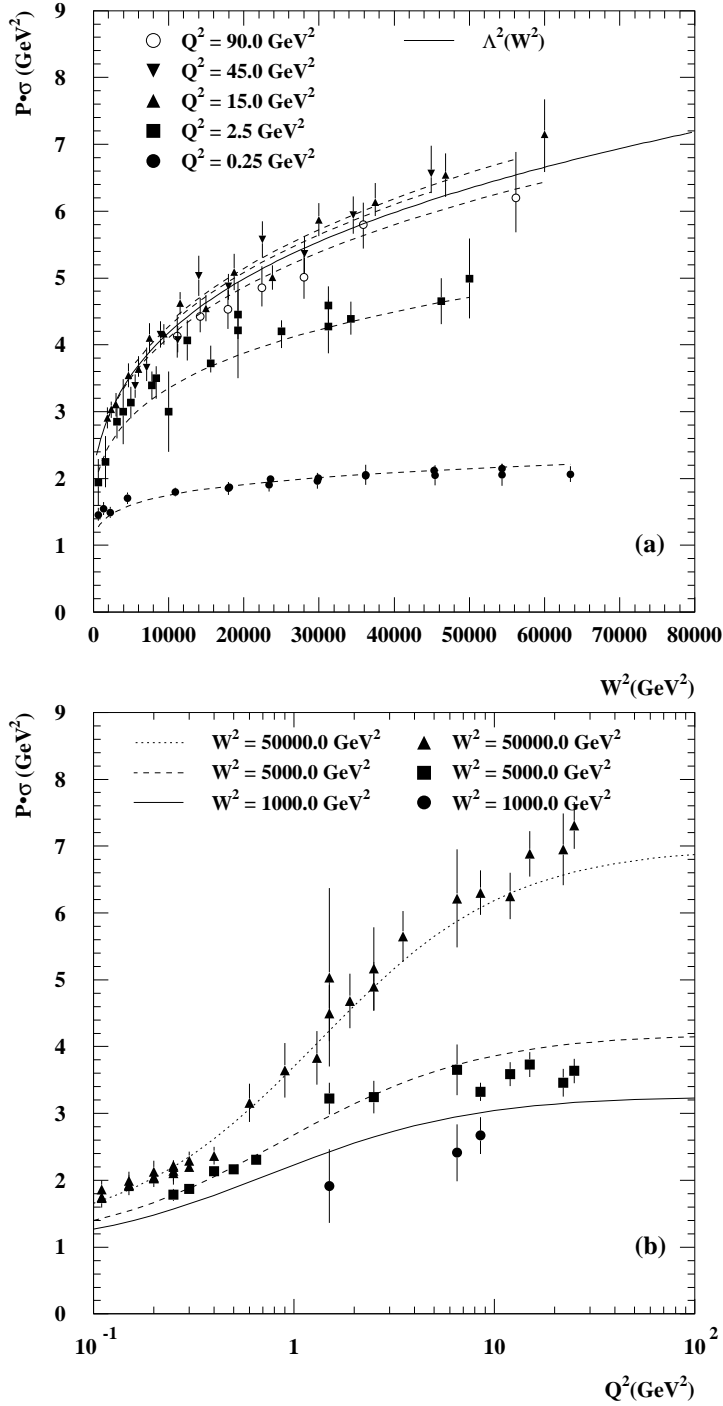 P•σ (GeV²)
9
8
7
6
5
4
3
2
1
0
Q² = 90.0 GeV²
Q² = 45.0 GeV²
Q² = 15.0 GeV²
Q² = 2.5 GeV²
Q² = 0.25 GeV²
Λ²(W²)
(a)
0 10000 20000 30000 40000 50000 60000 70000 80000
W²(GeV²)
P•σ (GeV²)
9
8
7
6
5
4
3
2
1
0
W² = 50000.0 GeV²
W² = 5000.0 GeV²
W² = 1000.0 GeV²
W² = 50000.0 GeV²
W² = 5000.0 GeV²
W² = 1000.0 GeV²
(b)
10⁻¹ 1 10 10²
Q²(GeV²)